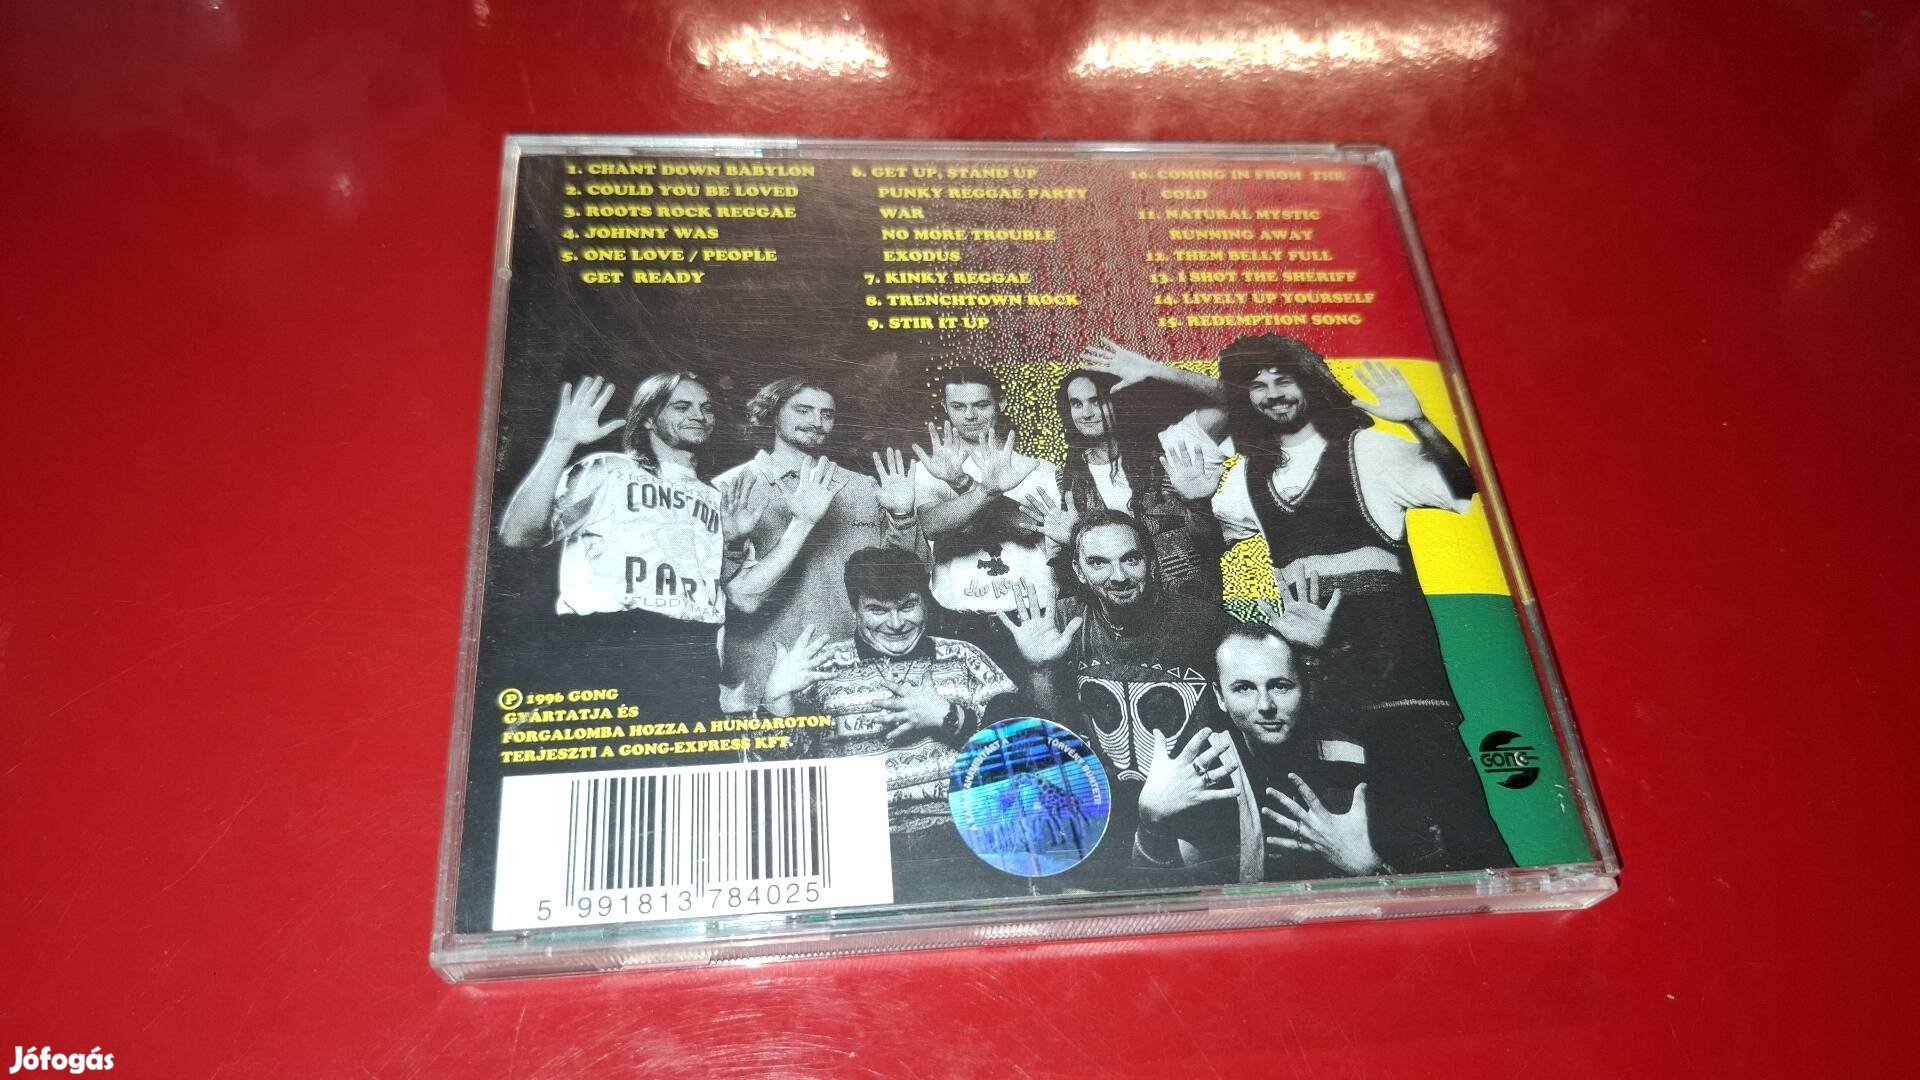 1. CHANT DOWN BABYLON
2. COULD YOU BE LOVED
3. ROOTS ROCK REGGAE
4. JOHNNY WAS
5. ONE LOVE / PEOPLE
GET READY
6. GET UP, STAND UP
PUNKY REGGAE PARTY
WAR
NO MORE TROUBLE
EXODUS
7. KINKY REGGAE
8. TRENCHTOWN ROCK
9. STIR IT UP
10. COMING IN FROM THE
COLD
11. NATURAL MYSTIC
RUNNING AWAY
12. THEM BELLY FULL
13. I SHOT THE SHERIFF
14. LIVELY UP YOURSELF
15. REDEMPTION SONG
PAR
Ⓟ 1996 GONG
GYÁRTATJA ÉS
FORGALOMBA HOZZA A HUNGAROTON.
TERJESZTI A GONG-EXPRESS KFT.
TÖRVÉNY BÜNTETI
GONG
5 991813 784025
Jófogás